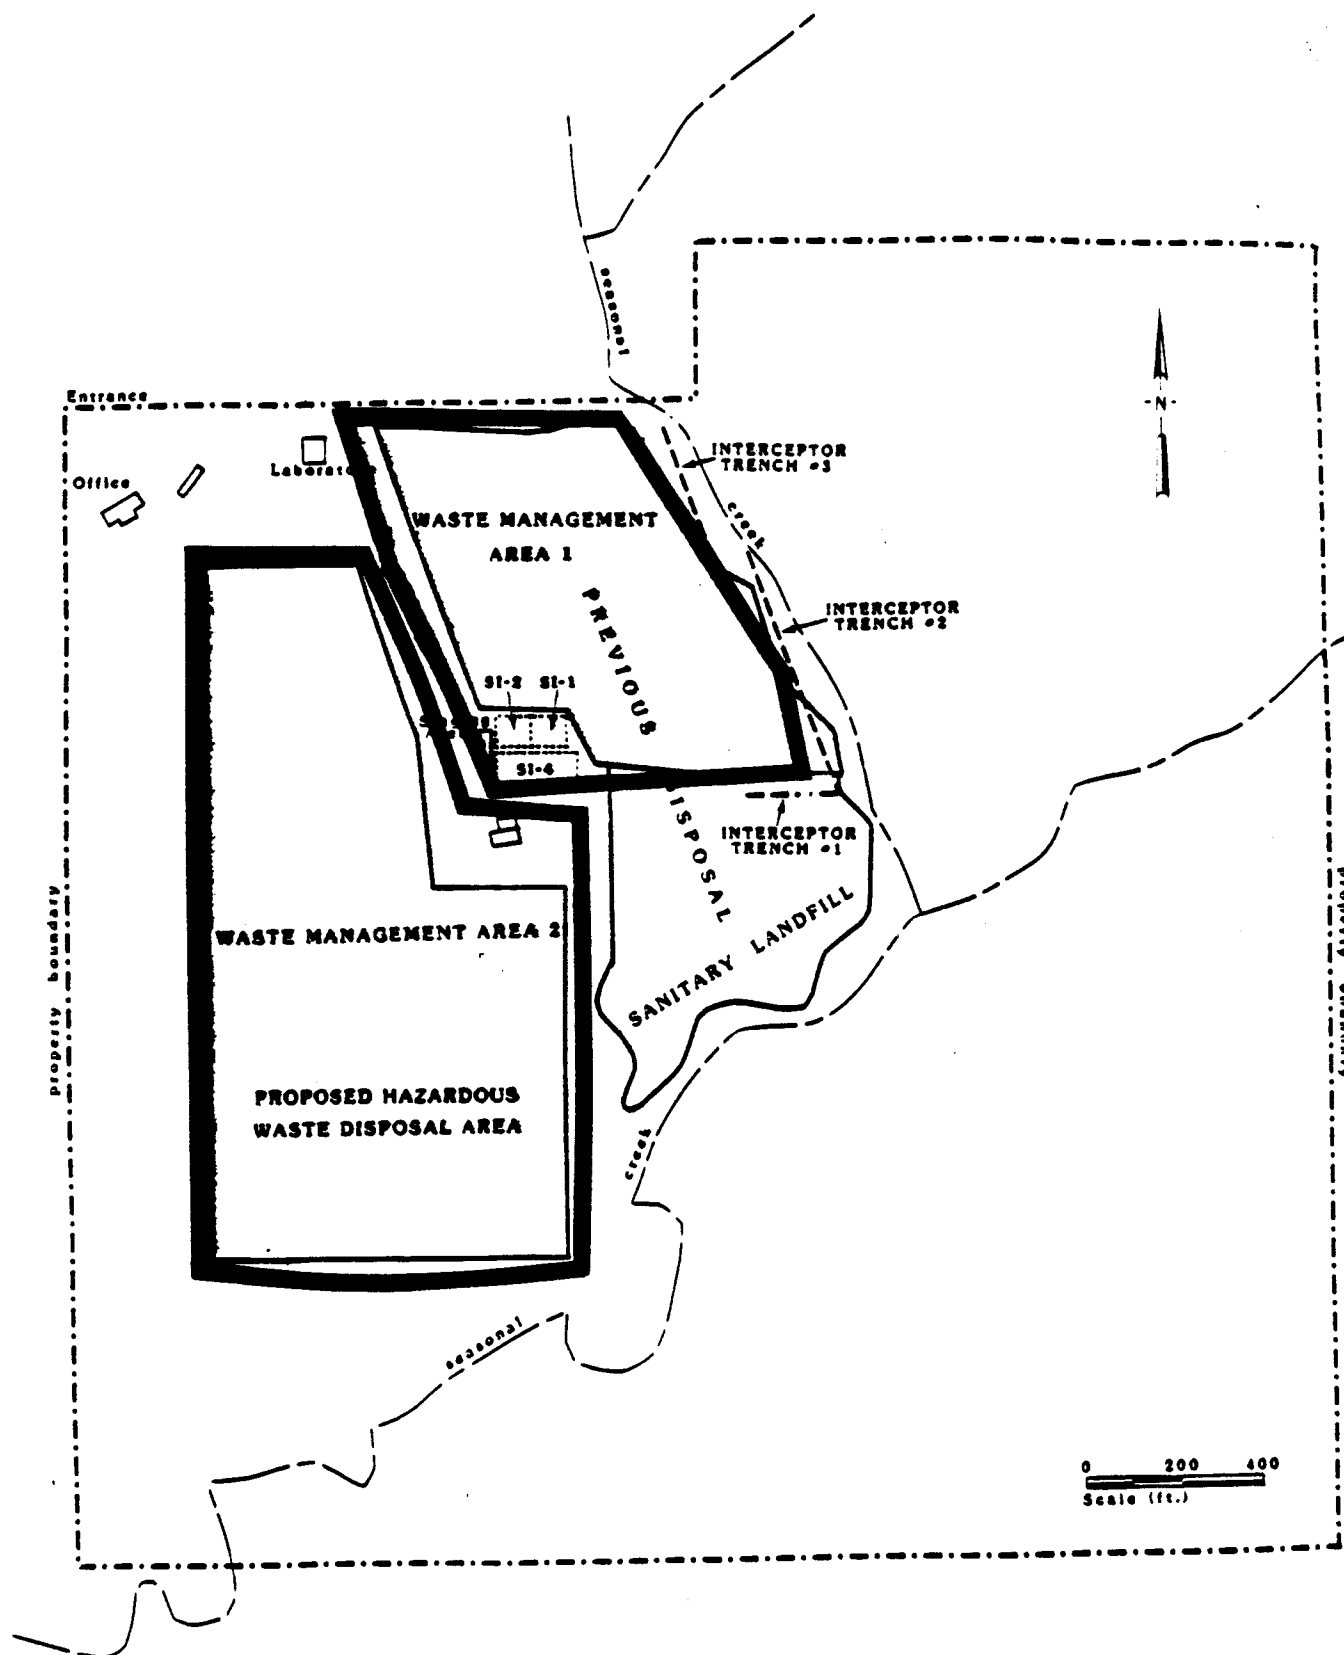 seasonal
Entrance
N
INTERCEPTOR
TRENCH #3
Office
creek
WASTE MANAGEMENT
AREA 1
PREVIOUS
INTERCEPTOR
TRENCH #2
SI-2 SI-1
SI-4
DISPOSAL
INTERCEPTOR
TRENCH #1
property boundary
WASTE MANAGEMENT AREA 2
SANITARY LANDFILL
PROPOSED HAZARDOUS
WASTE DISPOSAL AREA
creek
seasonal
0 200 400
Scale (ft.)